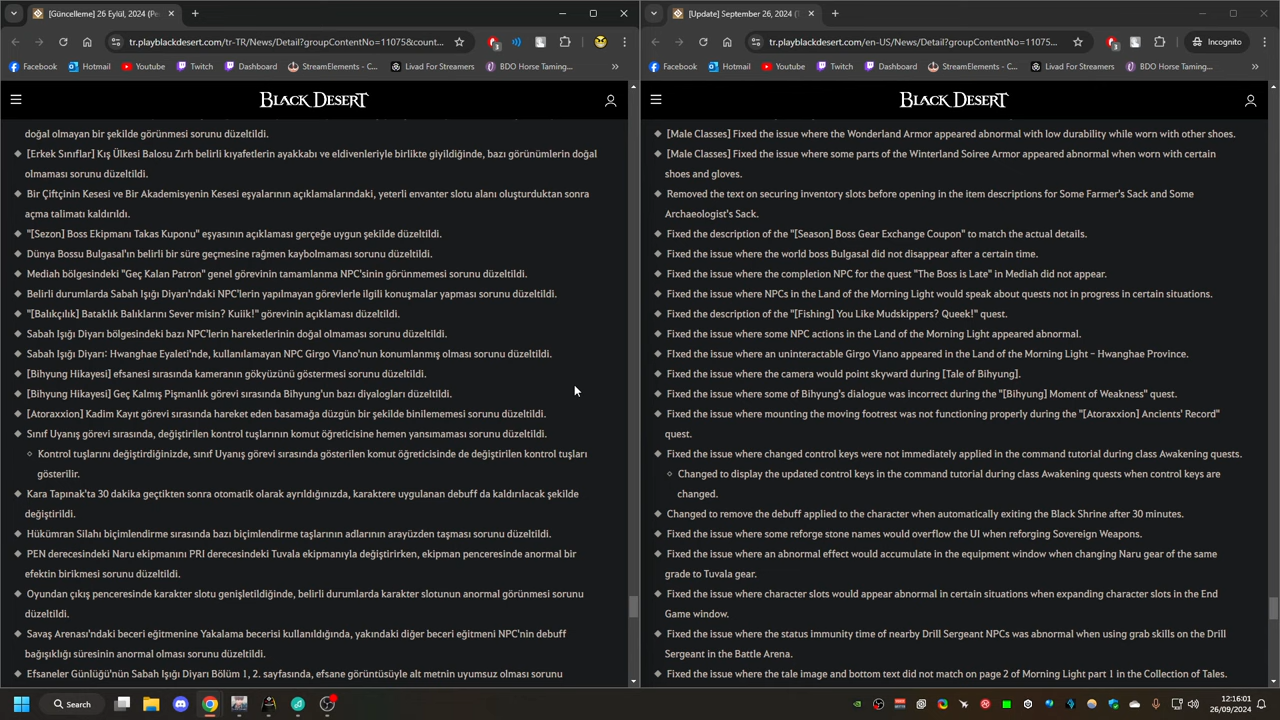 [Güncelleme] 26 Eylül, 2024 (Pe
tr.playblackdesert.com/tr-TR/News/Detail?groupContentNo=11075&count...
Facebook Hotmail Youtube Twitch Dashboard StreamElements - C... Livad For Streamers BDO Horse Taming... »
BLACK DESERT
doğal olmayan bir şekilde görünmesi sorunu düzeltildi.
[Erkek Sınıflar] Kış Ülkesi Balosu Zırh belirli kıyafetlerin ayakkabı ve eldivenleriyle birlikte giyildiğinde, bazı görünümlerin doğal
olmaması sorunu düzeltildi.
Bir Çiftçinin Kesesi ve Bir Akademisyenin Kesesi eşyalarının açıklamalarındaki, yeterli envanter slotu alanı oluşturduktan sonra
açma talimatı kaldırıldı.
"[Sezon] Boss Ekipmanı Takas Kuponu" eşyasının açıklaması gerçeğe uygun şekilde düzeltildi.
Dünya Bossu Bulgasal'ın belirli bir süre geçmesine rağmen kaybolmaması sorunu düzeltildi.
Mediah bölgesindeki "Geç Kalan Patron" genel görevinin tamamlanma NPC'sinin görünmemesi sorunu düzeltildi.
Belirli durumlarda Sabah Işığı Diyarı'ndaki NPC'lerin yapılmayan görevlerle ilgili konuşmalar yapması sorunu düzeltildi.
"[Balıkçılık] Bataklık Balıklarını Sever misin? Kuiik!" görevinin açıklaması düzeltildi.
Sabah Işığı Diyarı bölgesindeki bazı NPC'lerin hareketlerinin doğal olmaması sorunu düzeltildi.
Sabah Işığı Diyarı: Hwanghae Eyaleti'nde, kullanılamayan NPC Girgo Viano'nun konumlanmış olması sorunu düzeltildi.
[Bihyung Hikayesi] efsanesi sırasında kameranın gökyüzünü göstermesi sorunu düzeltildi.
[Bihyung Hikayesi] Geç Kalmış Pişmanlık görevi sırasında Bihyung'un bazı diyalogları düzeltildi.
[Atoraxxion] Kadim Kayıt görevi sırasında hareket eden basamağa düzgün bir şekilde binilememesi sorunu düzeltildi.
Sınıf Uyanış görevi sırasında, değiştirilen kontrol tuşlarının komut öğreticisine hemen yansımaması sorunu düzeltildi.
Kontrol tuşlarını değiştirdiğinizde, sınıf Uyanış görevi sırasında gösterilen komut öğreticisinde de değiştirilen kontrol tuşları
gösterilir.
Kara Tapınak'ta 30 dakika geçtikten sonra otomatik olarak ayrıldığınızda, karaktere uygulanan debuff da kaldırılacak şekilde
değiştirildi.
Hükümran Silahı biçimlendirme sırasında bazı biçimlendirme taşlarının adlarının arayüzden taşması sorunu düzeltildi.
PEN derecesindeki Naru ekipmanını PRI derecesindeki Tuvala ekipmanıyla değiştirirken, ekipman penceresinde anormal bir
efektin birikmesi sorunu düzeltildi.
Oyundan çıkış penceresinde karakter slotu genişletildiğinde, belirli durumlarda karakter slotunun anormal görünmesi sorunu
düzeltildi.
Savaş Arenası'ndaki beceri eğitmenine Yakalama becerisi kullanıldığında, yakındaki diğer beceri eğitmeni NPC'nin debuff
bağışıklığı süresinin anormal olması sorunu düzeltildi.
Efsaneler Günlüğü'nün Sabah Işığı Diyarı Bölüm 1, 2. sayfasında, efsane görüntüsüyle alt metnin uyumsuz olması sorunu
[Update] September 26, 2024 (T
tr.playblackdesert.com/en-US/News/Detail?groupContentNo=11075...
Incognito
Facebook Hotmail Youtube Twitch Dashboard StreamElements - C... Livad For Streamers BDO Horse Taming... »
BLACK DESERT
[Male Classes] Fixed the issue where the Wonderland Armor appeared abnormal with low durability while worn with other shoes.
[Male Classes] Fixed the issue where some parts of the Winterland Soiree Armor appeared abnormal when worn with certain
shoes and gloves.
Removed the text on securing inventory slots before opening in the item descriptions for Some Farmer's Sack and Some
Archaeologist's Sack.
Fixed the description of the "[Season] Boss Gear Exchange Coupon" to match the actual details.
Fixed the issue where the world boss Bulgasal did not disappear after a certain time.
Fixed the issue where the completion NPC for the quest "The Boss is Late" in Mediah did not appear.
Fixed the issue where NPCs in the Land of the Morning Light would speak about quests not in progress in certain situations.
Fixed the description of the "[Fishing] You Like Mudskippers? Queek!" quest.
Fixed the issue where some NPC actions in the Land of the Morning Light appeared abnormal.
FIxed the issue where an uninteractable Girgo Viano appeared in the Land of the Morning Light - Hwanghae Province.
Fixed the issue where the camera would point skyward during [Tale of Bihyung].
Fixed the issue where some of Bihyung's dialogue was incorrect during the "[Bihyung] Moment of Weakness" quest.
Fixed the issue where mounting the moving footrest was not functioning properly during the "[Atoraxxion] Ancients' Record"
quest.
Fixed the issue where changed control keys were not immediately applied in the command tutorial during class Awakening quests.
Changed to display the updated control keys in the command tutorial during class Awakening quests when control keys are
changed.
Changed to remove the debuff applied to the character when automatically exiting the Black Shrine after 30 minutes.
Fixed the issue where some reforge stone names would overflow the UI when reforging Sovereign Weapons.
Fixed the issue where an abnormal effect would accumulate in the equipment window when changing Naru gear of the same
grade to Tuvala gear.
Fixed the issue where character slots would appear abnormal in certain situations when expanding character slots in the End
Game window.
Fixed the issue where the status immunity time of nearby Drill Sergeant NPCs was abnormal when using grab skills on the Drill
Sergeant in the Battle Arena.
Fixed the issue where the tale image and bottom text did not match on page 2 of Morning Light part 1 in the Collection of Tales.
Search
12:16:01
26/09/2024